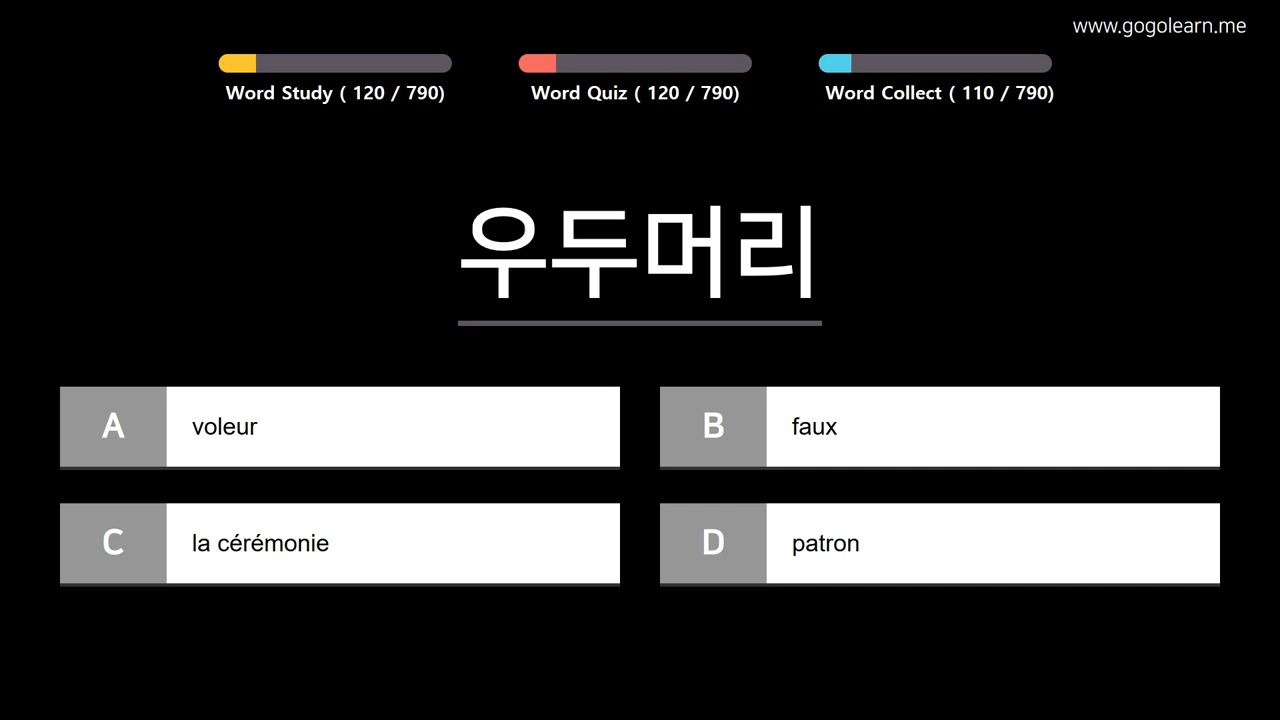 www.gogolearn.me
Word Study ( 120 / 790)
Word Quiz ( 120 / 790)
Word Collect ( 110 / 790)
우두머리
A voleur
B faux
C la cérémonie
D patron